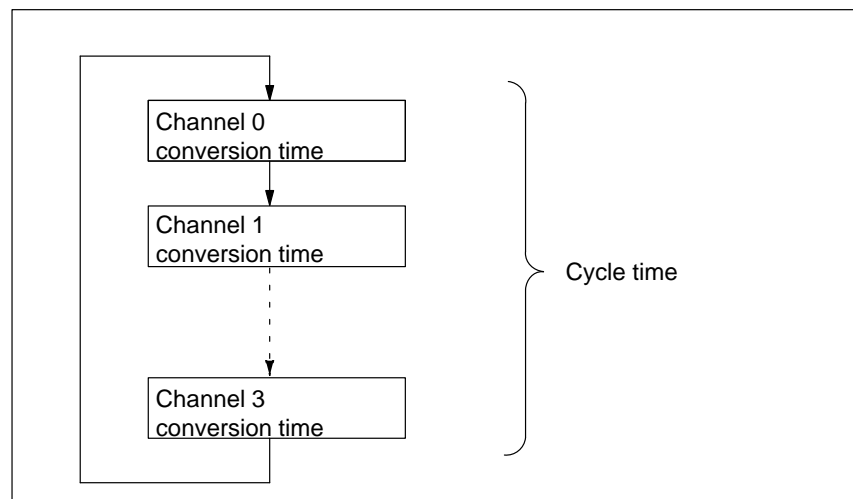 Channel 0
conversion time
Channel 1
conversion time
Cycle time
Channel 3
conversion time